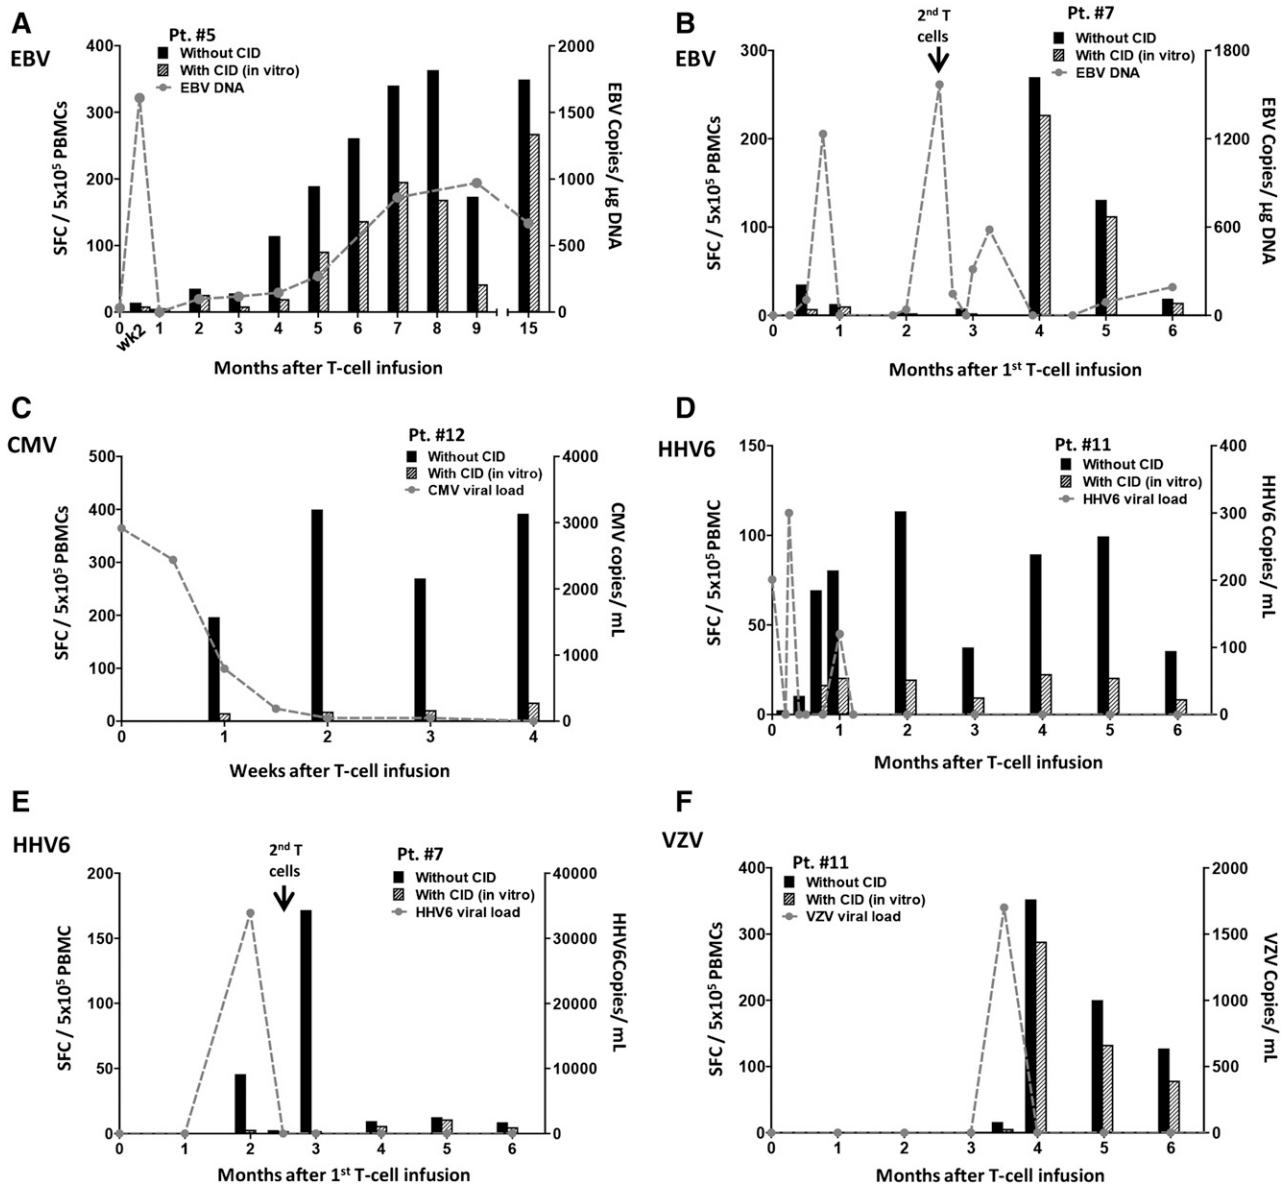 A
EBV
Pt. #5
Without CID
With CID (in vitro)
EBV DNA
400
300
200
100
0
SFC / 5x10⁵ PBMCs
2000
1500
1000
500
0
EBV Copies/ µg DNA
0 wk2 1 2 3 4 5 6 7 8 9 15
Months after T-cell infusion
B
EBV
2nd T
cells
Pt. #7
Without CID
With CID (in vitro)
EBV DNA
300
200
100
0
SFC / 5x10⁵ PBMCs
1800
1200
600
0
EBV Copies/ µg DNA
0 1 2 3 4 5 6
Months after 1st T-cell infusion
C
CMV
Pt. #12
Without CID
With CID (in vitro)
CMV viral load
500
400
300
200
100
0
SFC / 5x10⁵ PBMCs
4000
3000
2000
1000
0
CMV copies/ mL
0 1 2 3 4
Weeks after T-cell infusion
D
HHV6
Pt. #11
Without CID
With CID (in vitro)
HHV6 viral load
150
100
50
0
SFC / 5x10⁵ PBMC
400
300
200
100
0
HHV6 Copies/ mL
0 1 2 3 4 5 6
Months after T-cell infusion
E
HHV6
2nd T
cells
Pt. #7
Without CID
With CID (in vitro)
HHV6 viral load
200
150
100
50
0
SFC / 5x10⁵ PBMC
40000
30000
20000
10000
0
HHV6Copies/ mL
0 1 2 3 4 5 6
Months after 1st T-cell infusion
F
VZV
Pt. #11
Without CID
With CID (in vitro)
VZV viral load
400
300
200
100
0
SFC / 5x10⁵ PBMCs
2000
1500
1000
500
0
VZV Copies/ mL
0 1 2 3 4 5 6
Months after T-cell infusion